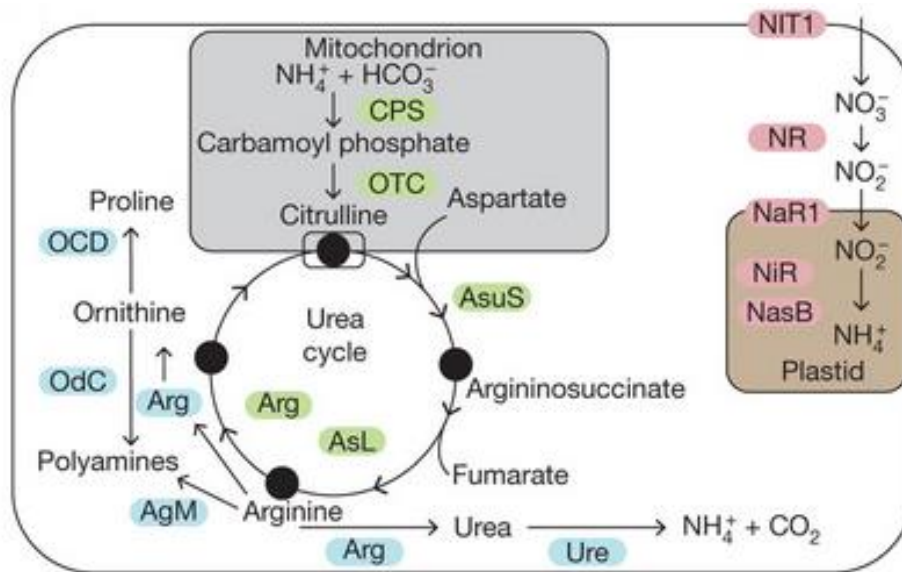 Mitochondrion
NH₄⁺ + HCO₃⁻
CPS
Carbamoyl phosphate
OTC
Citrulline
Aspartate
AsuS
Urea
cycle
Argininosuccinate
Arg
AsL
Fumarate
Proline
OCD
Ornithine
OdC
Arg
Polyamines
AgM
Arginine
Arg
Urea
Ure
NH₄⁺ + CO₂
NIT1
NO₃⁻
NR
NO₂⁻
NaR1
NO₂⁻
NiR
NasB
NH₄⁺
Plastid